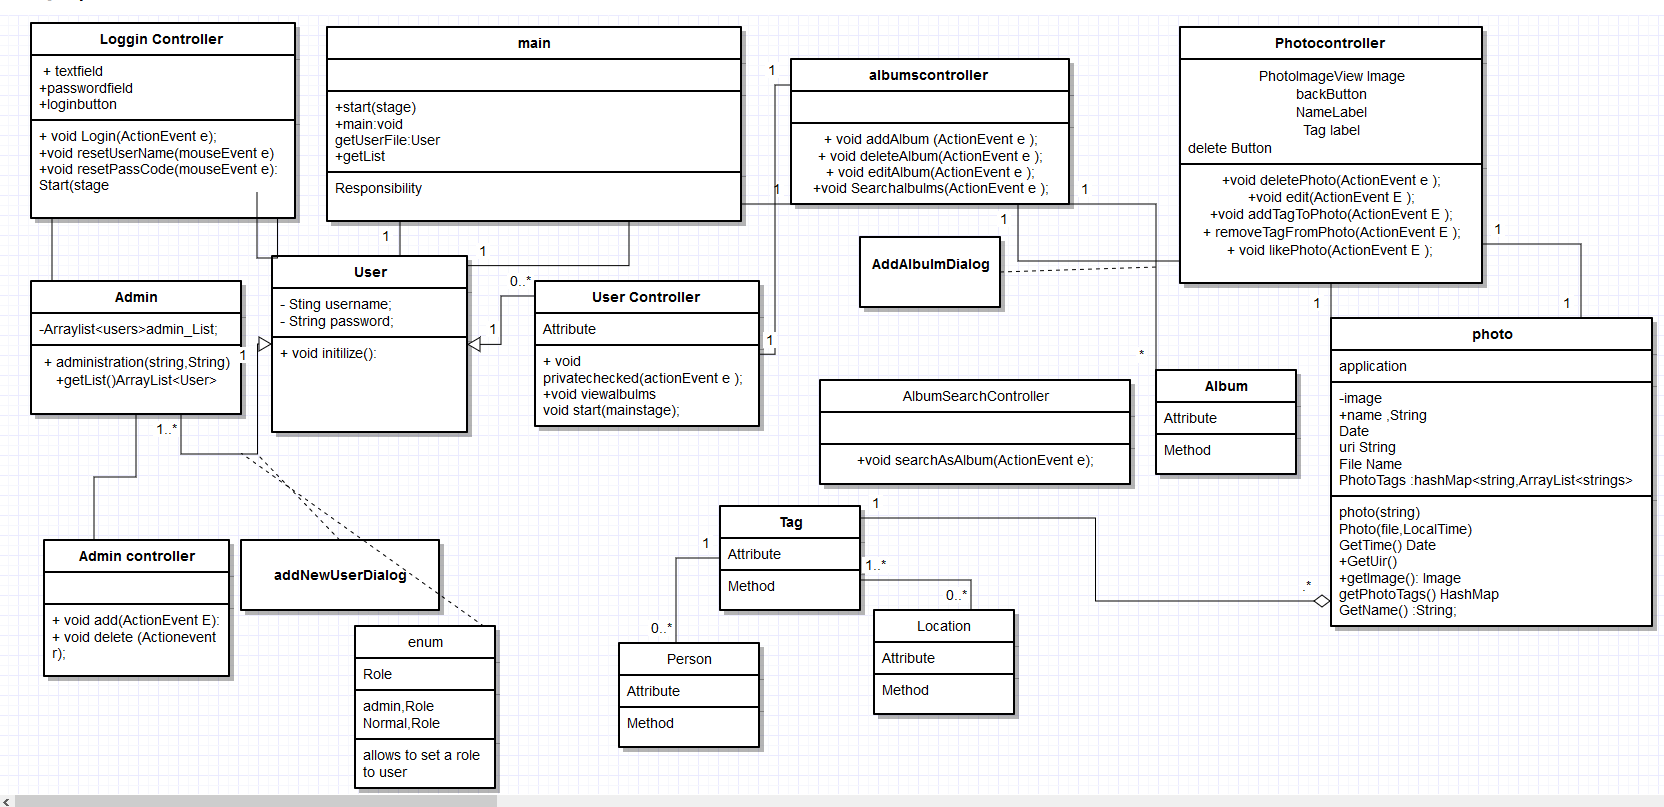 Loggin Controller
+ textfield
+passwordfield
+loginbutton
+ void Login(ActionEvent e);
+void resetUserName(mouseEvent e)
+void resetPassCode(mouseEvent e):
Start(stage
main
+start(stage)
+main:void
getUserFile:User
+getList
Responsibility
albumscontroller
+ void addAlbum (ActionEvent e );
+ void deleteAlbum(ActionEvent e );
+ void editAlbum(ActionEvent e );
+void Searchalbulms(ActionEvent e );
Photocontroller
PhotoImageView Image
backButton
NameLabel
Tag label
delete Button
+void deletePhoto(ActionEvent e );
+void edit(ActionEvent E );
+void addTagToPhoto(ActionEvent E );
+ removeTagFromPhoto(ActionEvent E );
+ void likePhoto(ActionEvent E );
1
1
1
1
1
1
1
1
1
AddAlbulmDialog
User
- Sting username;
- String password;
+ void initilize():
0..*
1
1
1
Admin
-Arraylist<users>admin_List;
+ administration(string,String)
+getList()ArrayList<User>
1..*
User Controller
Attribute
+ void
privatechecked(actionEvent e );
+void viewalbulms
void start(mainstage);
AlbumSearchController
+void searchAsAlbum(ActionEvent e);
*
Album
Attribute
Method
photo
application
-image
+name ,String
Date
uri String
File Name
PhotoTags :hashMap<string,ArrayList<strings>
photo(string)
Photo(file,LocalTime)
GetTime() Date
+GetUir()
+getImage(): Image
getPhotoTags() HashMap
GetName() :String;
.*
Tag
Attribute
Method
1
1
1..*
0..*
0..*
Admin controller
+ void add(ActionEvent E):
+ void delete (Actionevent
r);
addNewUserDialog
enum
Role
admin,Role
Normal,Role
allows to set a role
to user
Person
Attribute
Method
Location
Attribute
Method